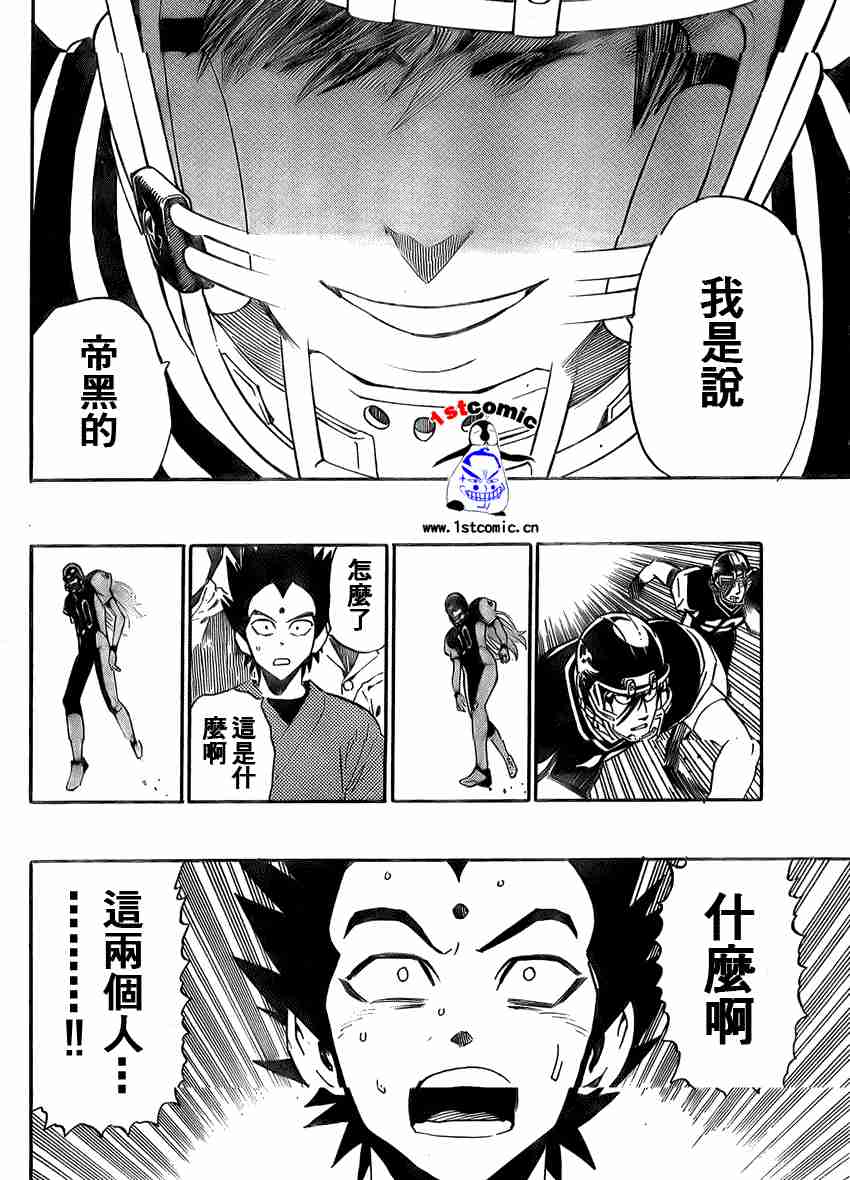 我是說
帝黑的
1stcomic
www.1stcomic.cn
怎麼了
這是什
麼啊
什麼啊
這兩個人…
………!!